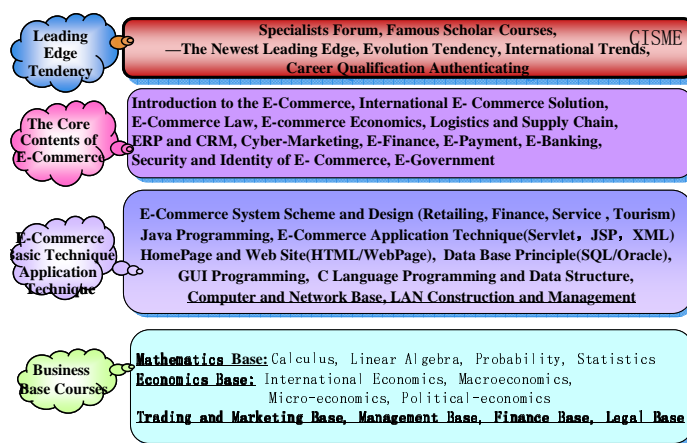 Leading
Edge
Tendency
Specialists Forum, Famous Scholar Courses,
—The Newest Leading Edge, Evolution Tendency, International Trends,
Career Qualification Authenticating
CISME
The Core
Contents of
E-Commerce
Introduction to the E-Commerce, International E- Commerce Solution,
E-Commerce Law, E-commerce Economics, Logistics and Supply Chain,
ERP and CRM, Cyber-Marketing, E-Finance, E-Payment, E-Banking,
Security and Identity of E- Commerce, E-Government
E-Commerce
Basic Technique
Application
Technique
E-Commerce System Scheme and Design (Retailing, Finance, Service , Tourism)
Java Programming, E-Commerce Application Technique(Servlet，JSP，XML)
HomePage and Web Site(HTML/WebPage), Data Base Principle(SQL/Oracle),
GUI Programming, C Language Programming and Data Structure,
Computer and Network Base, LAN Construction and Management
Business
Base Courses
Mathematics Base: Calculus, Linear Algebra, Probability, Statistics
Economics Base: International Economics, Macroeconomics,
Micro-economics, Political-economics
Trading and Marketing Base, Management Base, Finance Base, Legal Base